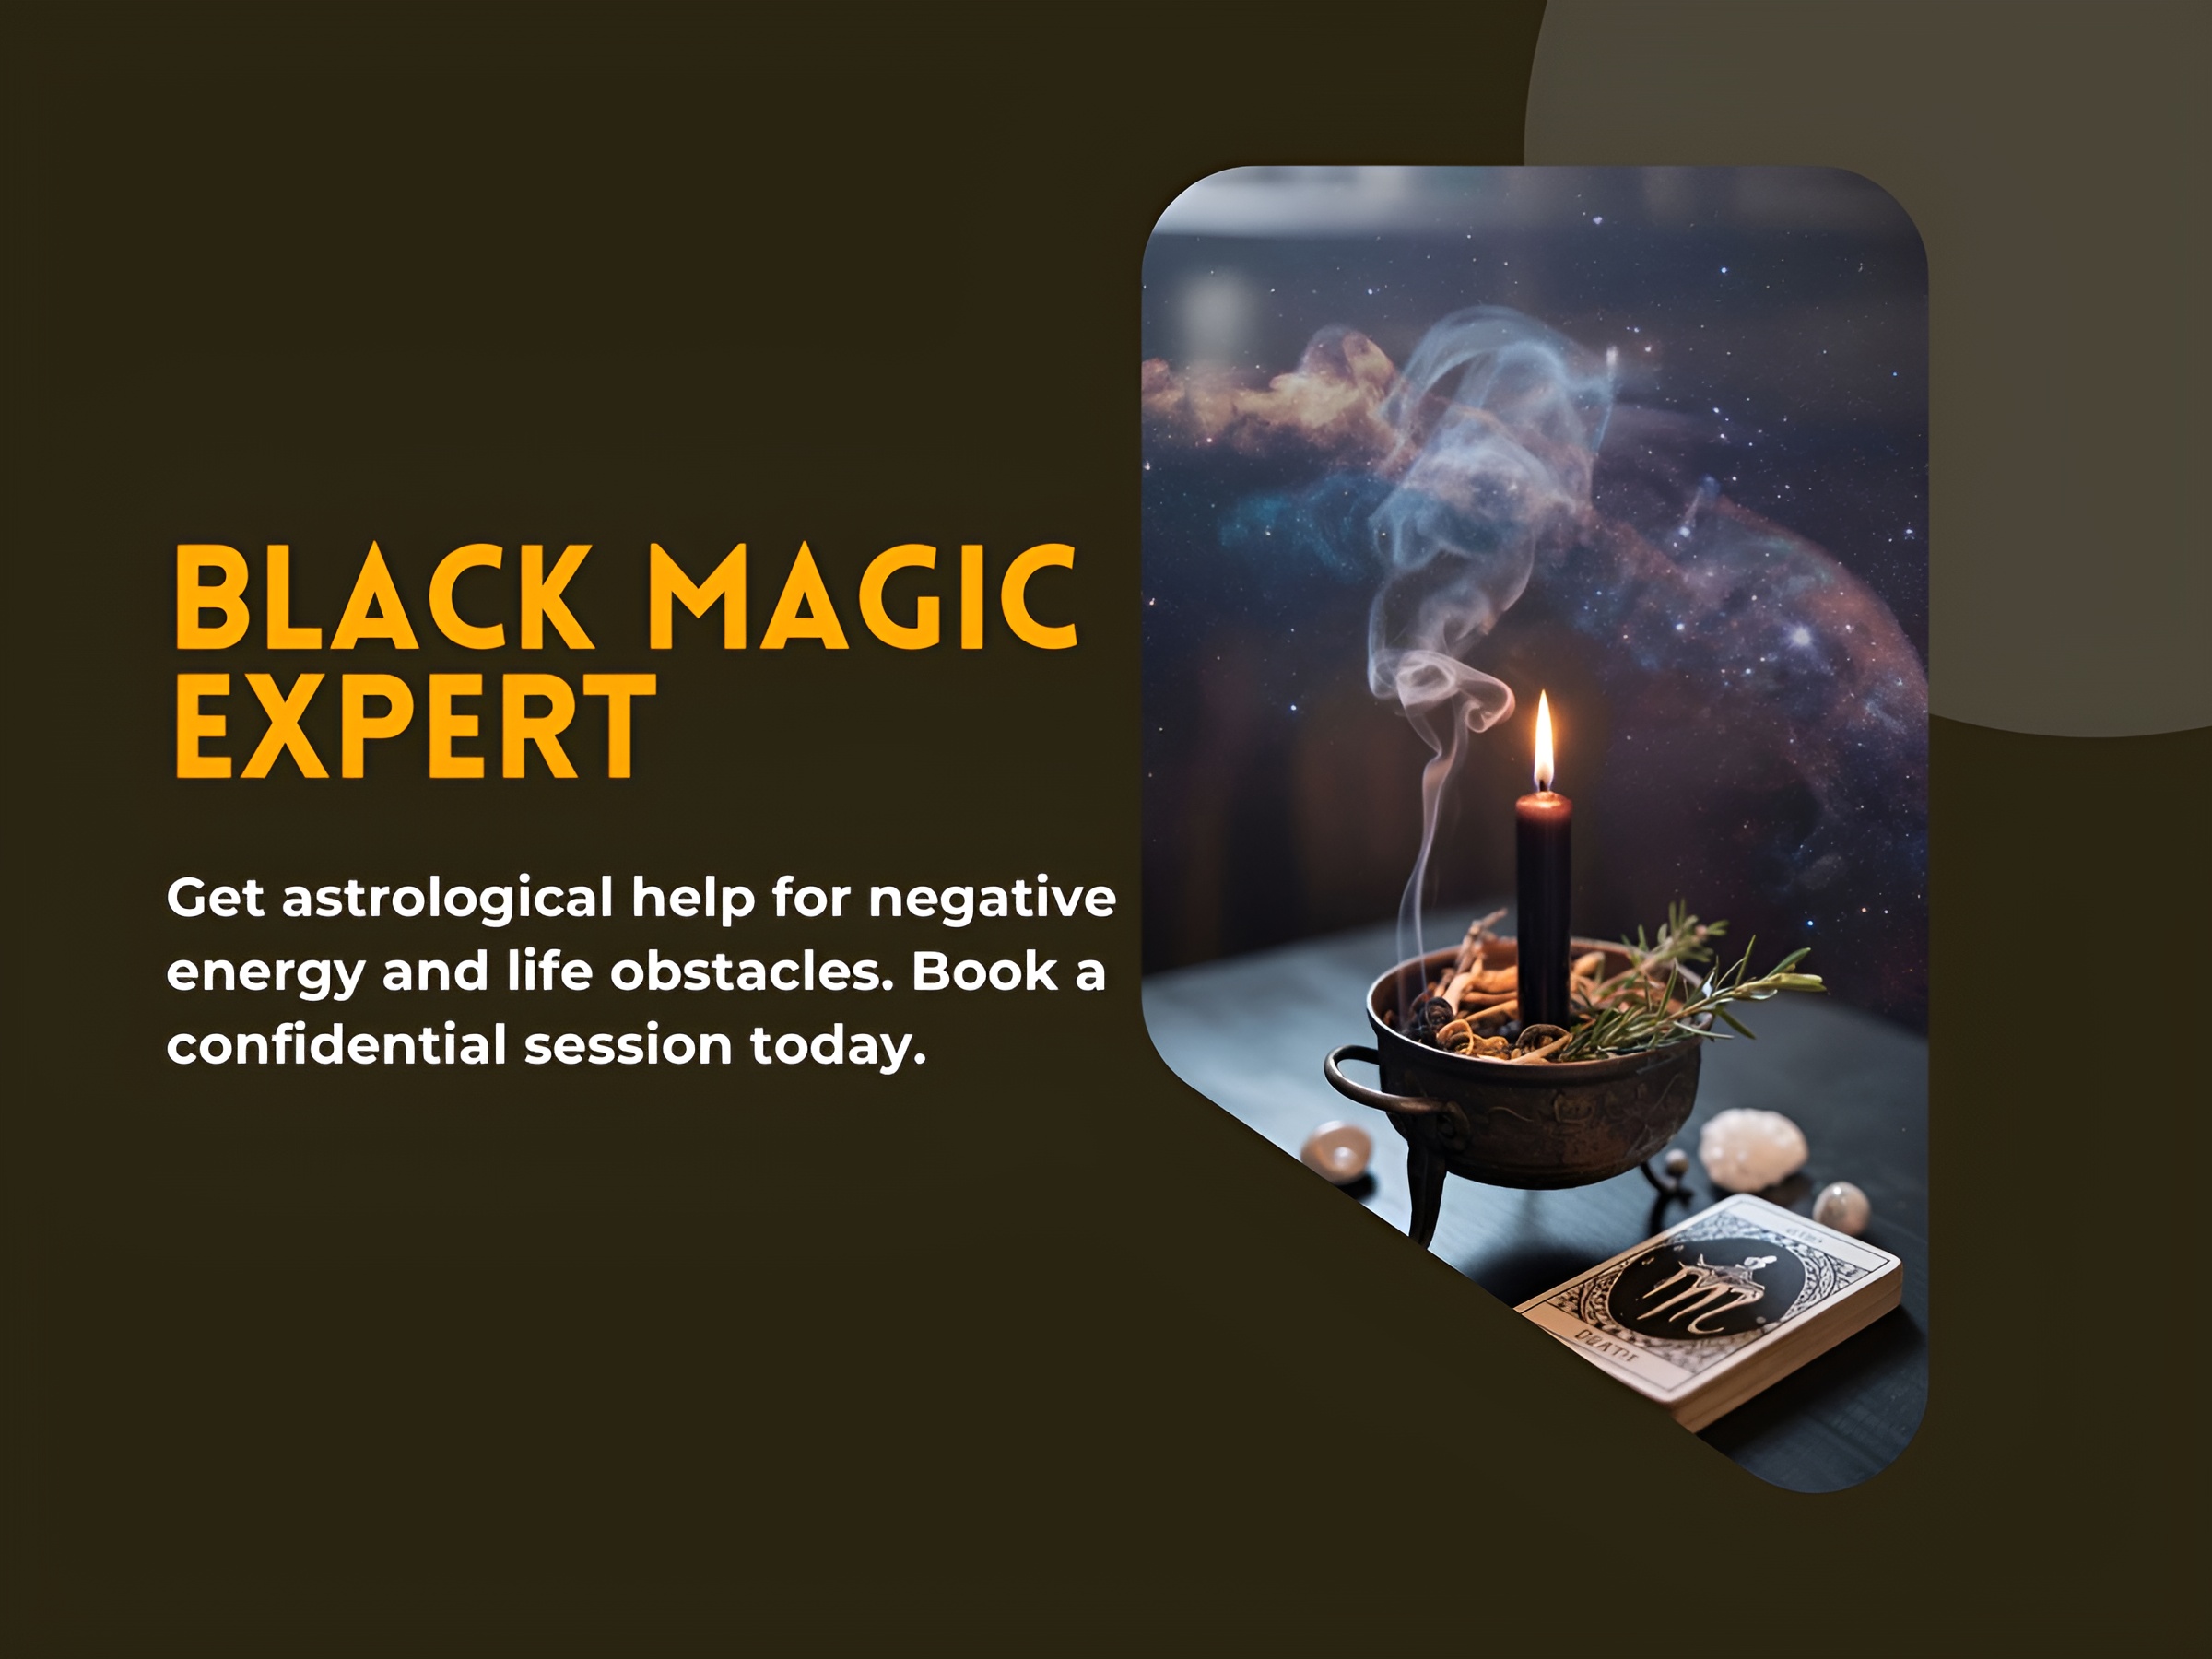 BLACK MAGIC
EXPERT
Get astrological help for negative
energy and life obstacles. Book a
confidential session today.